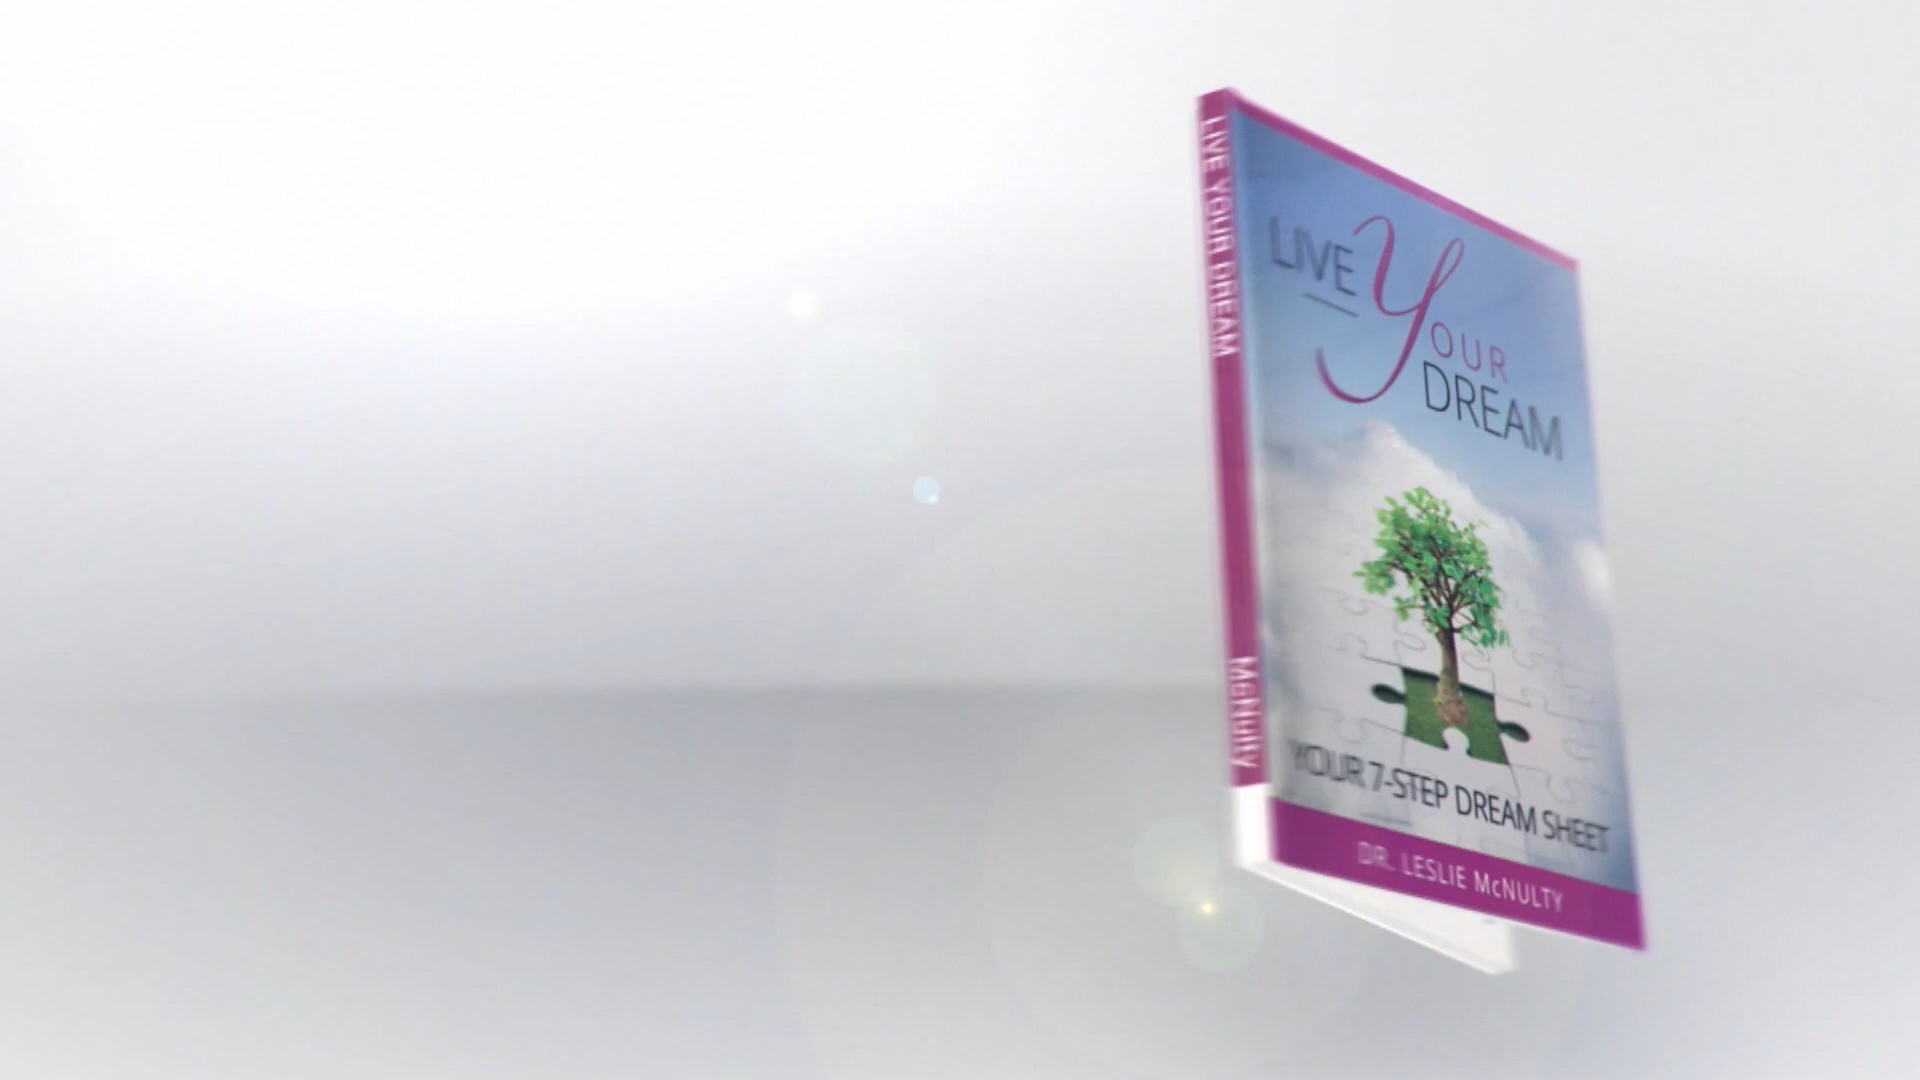 LIVE YOUR DREAM
McNulty
LIVE
YOUR
DREAM
YOUR 7-STEP DREAM SHEET
DR. LESLIE McNULTY